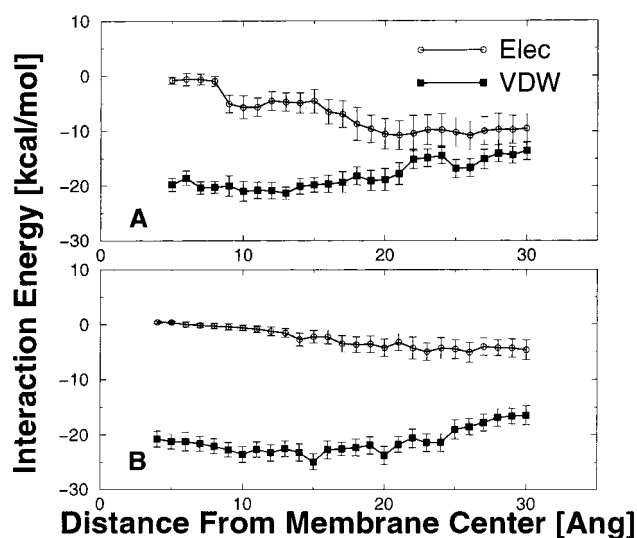 Interaction Energy [kcal/mol]
10
0
−10
−20
−30
Elec
VDW
A
0 10 20 30
10
0
−10
−20
−30
B
0 10 20 30
Distance From Membrane Center [Ang]